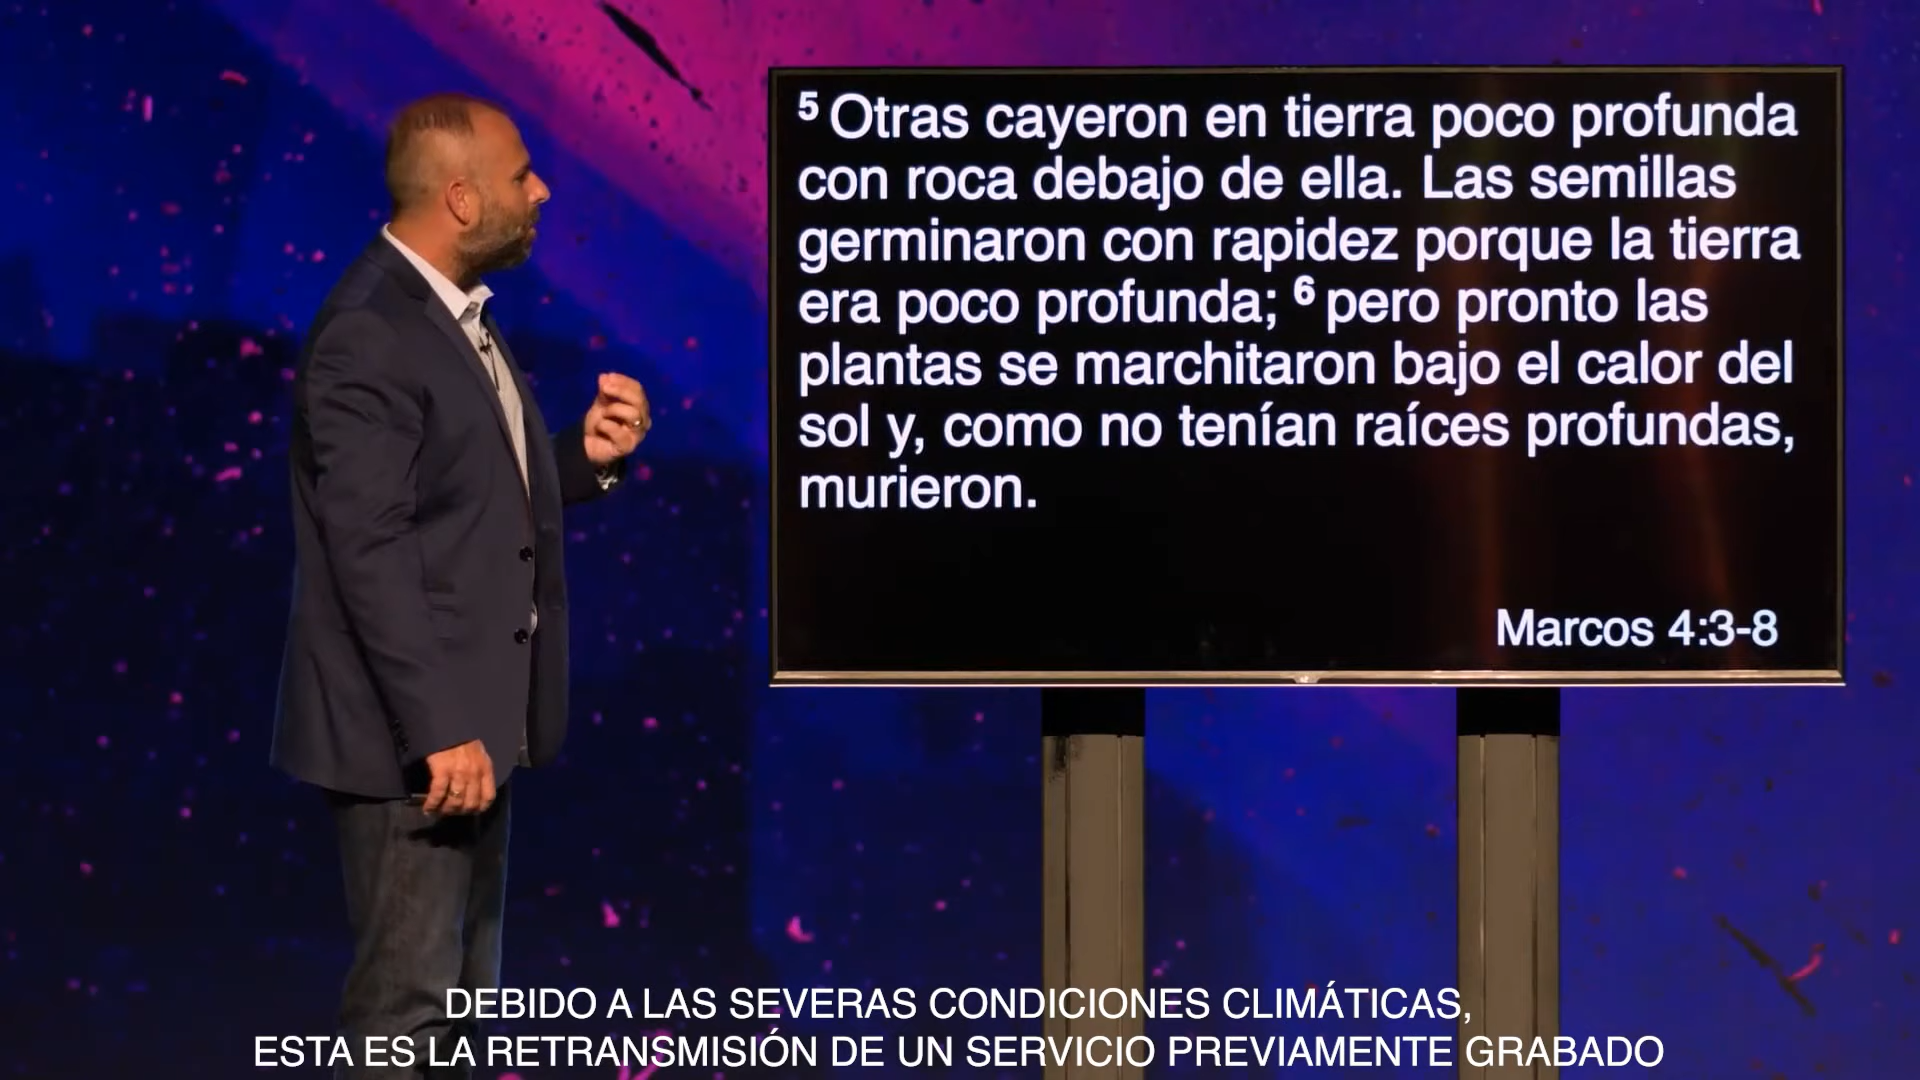 5 Otras cayeron en tierra poco profunda
con roca debajo de ella. Las semillas
germinaron con rapidez porque la tierra
era poco profunda; 6 pero pronto las
plantas se marchitaron bajo el calor del
sol y, como no tenían raíces profundas,
murieron.
Marcos 4:3-8
DEBIDO A LAS SEVERAS CONDICIONES CLIMÁTICAS,
ESTA ES LA RETRANSMISIÓN DE UN SERVICIO PREVIAMENTE GRABADO